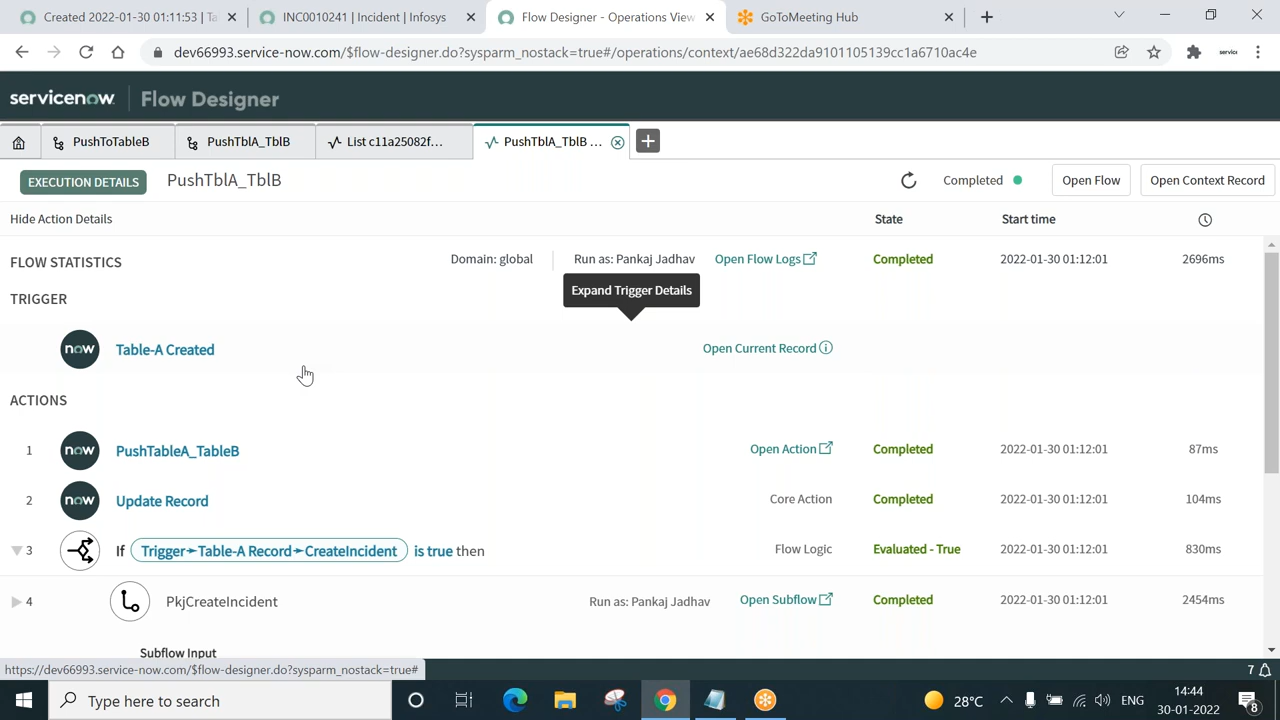 Created 2022-01-30 01:11:53 | Ta
INC0010241 | Incident | Infosys
Flow Designer - Operations View
GoToMeeting Hub
dev66993.service-now.com/$flow-designer.do?sysparm_nostack=true#/operations/context/ae68d322da9101105139cc1a6710ac4e
servicenow
Flow Designer
PushToTableB
PushTblA_TblB
List c11a25082f...
PushTblA_TblB ...
EXECUTION DETAILS
PushTblA_TblB
Completed
Open Flow
Open Context Record
Hide Action Details
State
Start time
FLOW STATISTICS
Domain: global
Run as: Pankaj Jadhav
Open Flow Logs
Completed
2022-01-30 01:12:01
2696ms
Expand Trigger Details
TRIGGER
now
Table-A Created
Open Current Record
ACTIONS
1
now
PushTableA_TableB
Open Action
Completed
2022-01-30 01:12:01
87ms
2
now
Update Record
Core Action
Completed
2022-01-30 01:12:01
104ms
3
If Trigger➛Table-A Record➛CreateIncident is true then
Flow Logic
Evaluated - True
2022-01-30 01:12:01
830ms
4
PkjCreateIncident
Run as: Pankaj Jadhav
Open Subflow
Completed
2022-01-30 01:12:01
2454ms
Subflow Input
https://dev66993.service-now.com/$flow-designer.do?sysparm_nostack=true#
7
Type here to search
28°C
ENG
14:44
30-01-2022
8